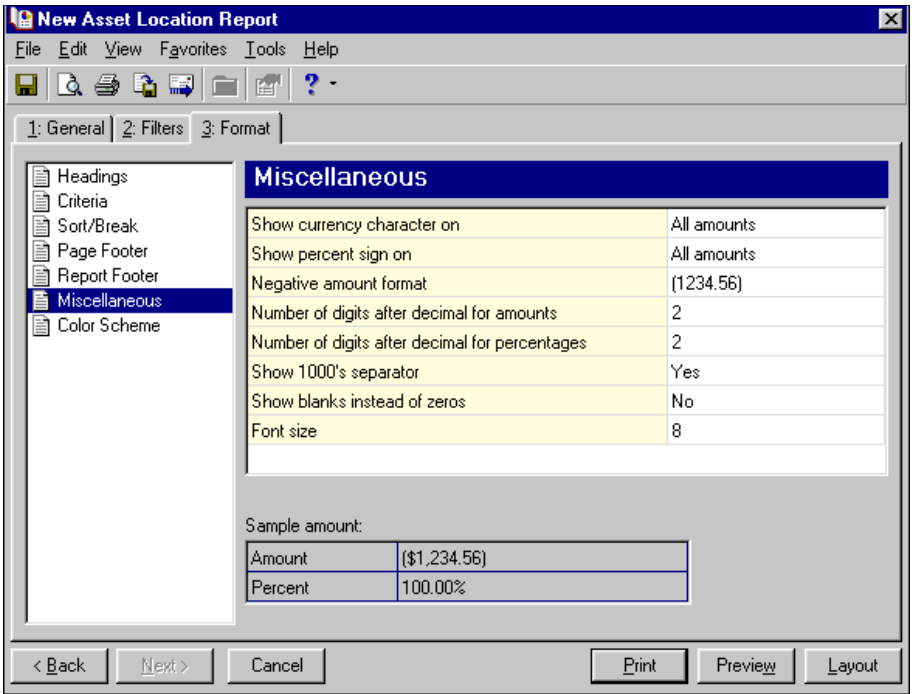 New Asset Location Report
File Edit View Favorites Tools Help
?
1: General 2: Filters 3: Format
Headings
Criteria
Sort/Break
Page Footer
Report Footer
Miscellaneous
Color Scheme
Miscellaneous
Show currency character on All amounts
Show percent sign on All amounts
Negative amount format (1234.56)
Number of digits after decimal for amounts 2
Number of digits after decimal for percentages 2
Show 1000's separator Yes
Show blanks instead of zeros No
Font size 8
Sample amount:
Amount ($1,234.56)
Percent 100.00%
< Back Next > Cancel Print Preview Layout